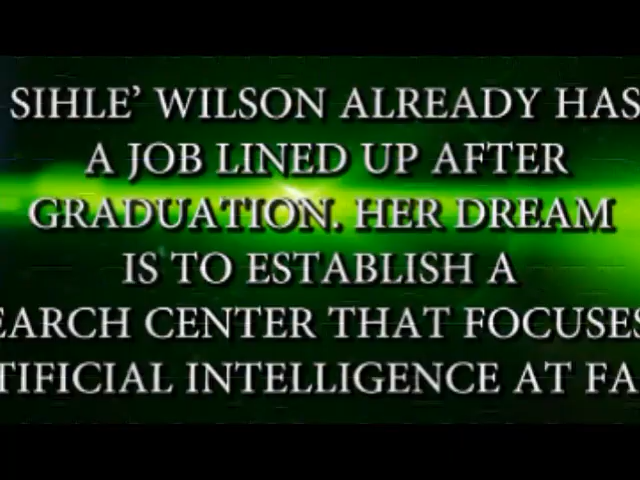 SIHLE' WILSON ALREADY HAS
A JOB LINED UP AFTER
GRADUATION. HER DREAM
IS TO ESTABLISH A
EARCH CENTER THAT FOCUSES
TIFICIAL INTELLIGENCE AT FA